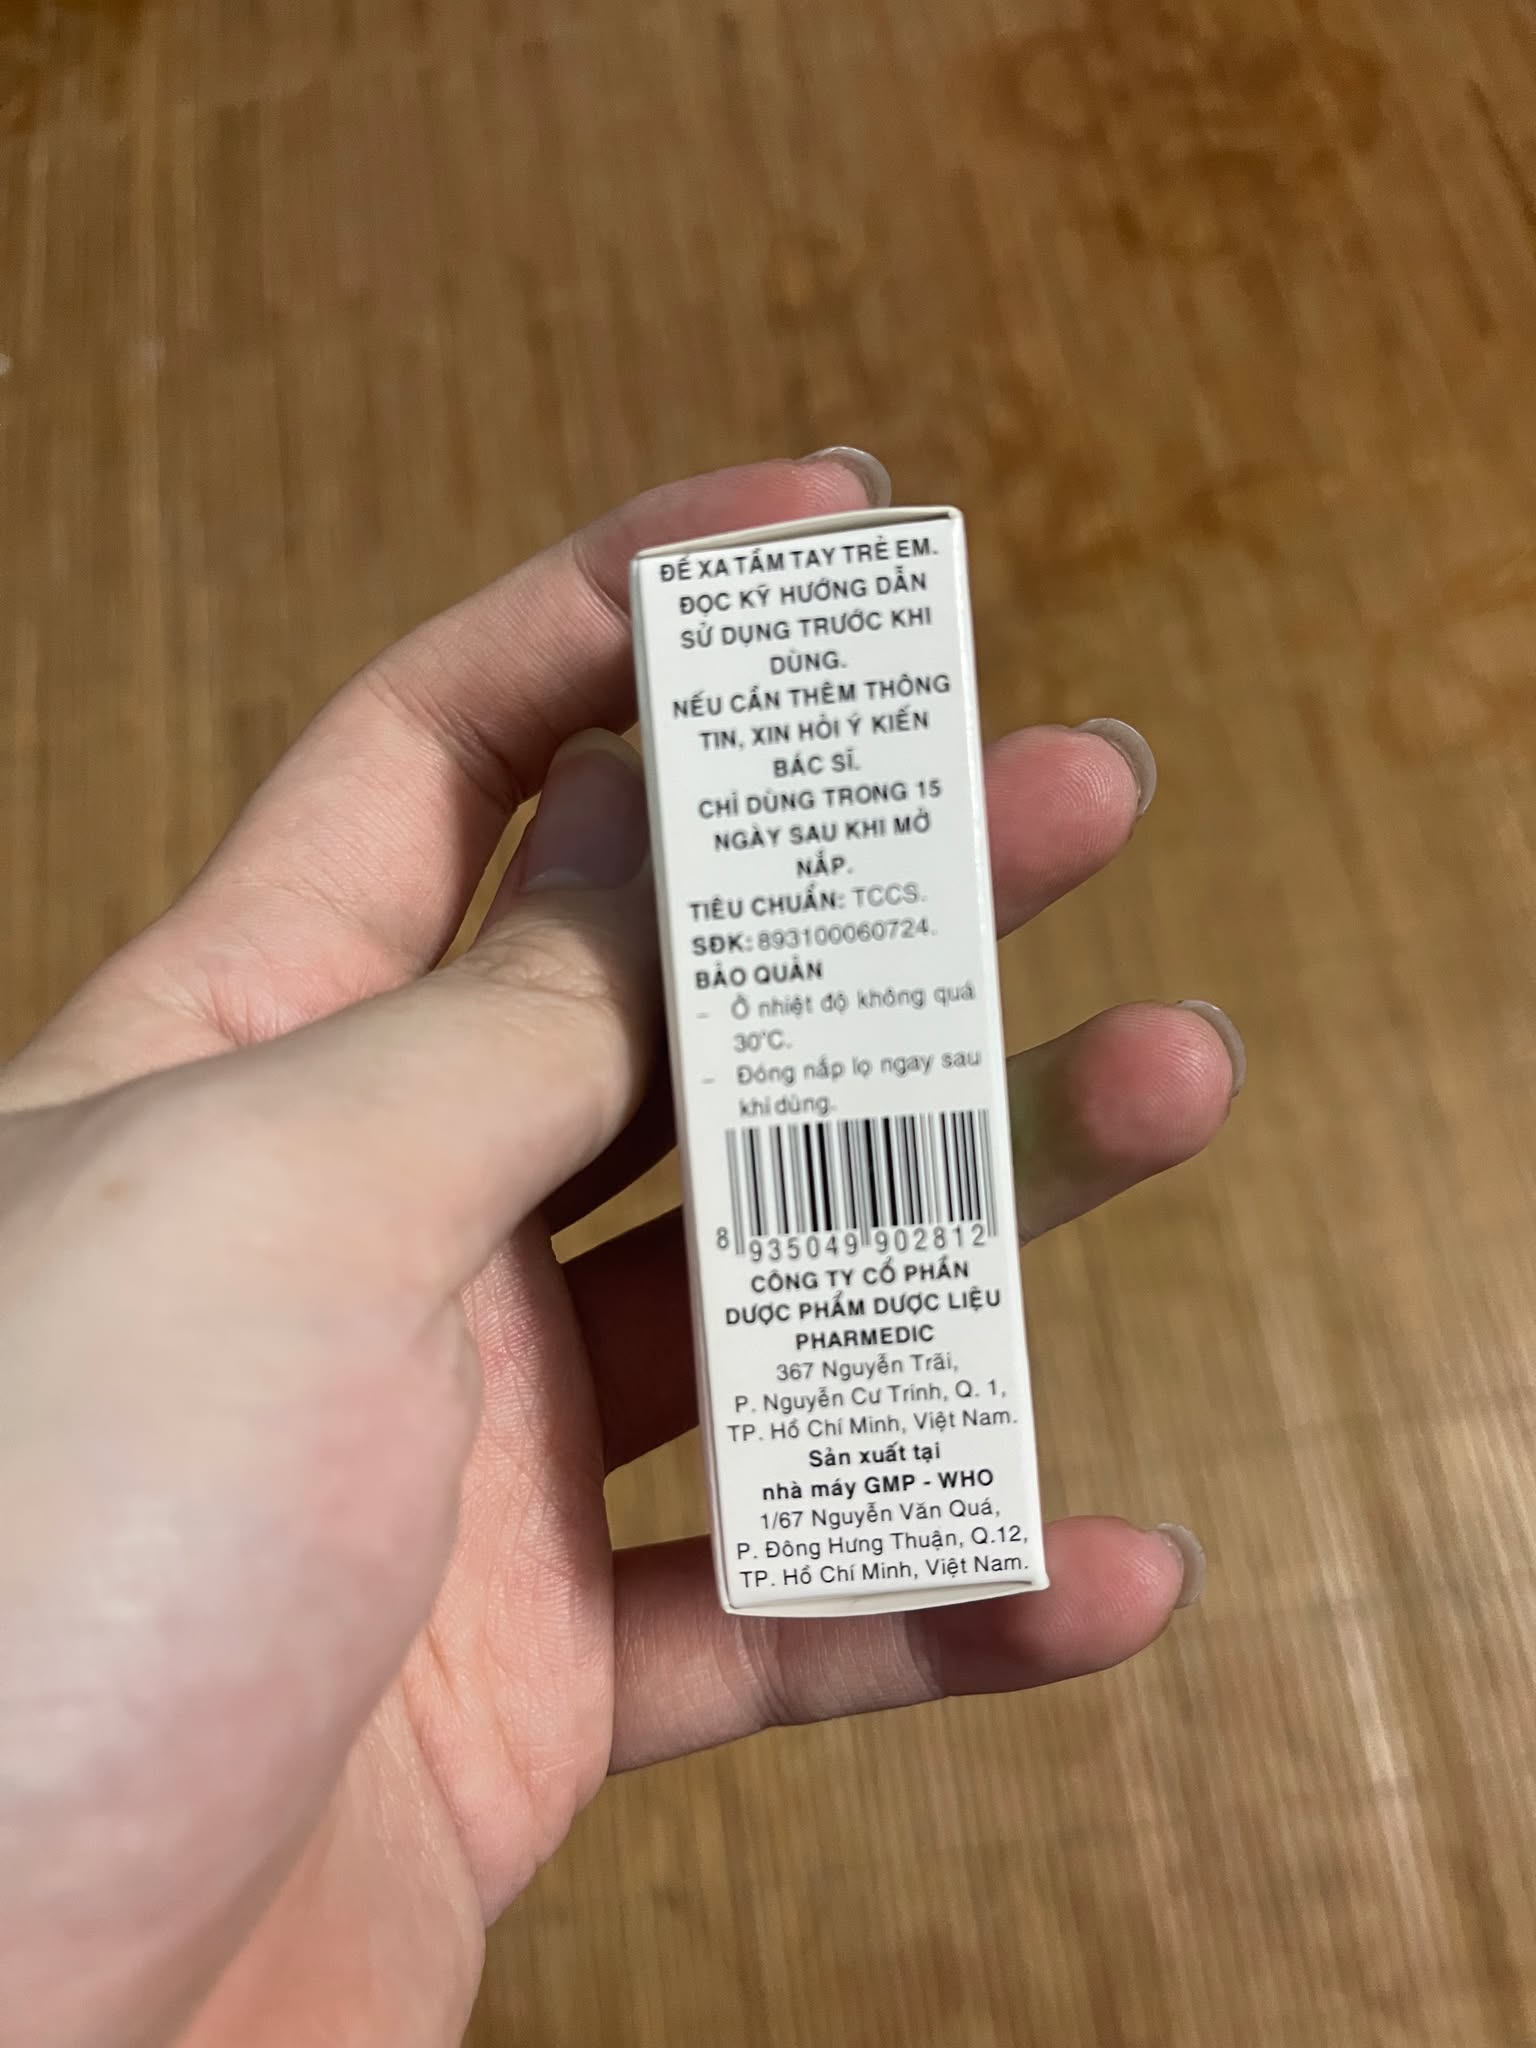 ĐỂ XA TẦM TAY TRẺ EM.
ĐỌC KỸ HƯỚNG DẪN
SỬ DỤNG TRƯỚC KHI
DÙNG.
NẾU CẦN THÊM THÔNG
TIN, XIN HỎI Ý KIẾN
BÁC SĨ.
CHỈ DÙNG TRONG 15
NGÀY SAU KHI MỞ
NẮP.
TIÊU CHUẨN: TCCS.
SĐK: 893100060724.
BẢO QUẢN
– Ở nhiệt độ không quá
30°C.
– Đóng nắp lọ ngay sau
khi dùng.
8 935049 902812
CÔNG TY CỔ PHẦN
DƯỢC PHẨM DƯỢC LIỆU
PHARMEDIC
367 Nguyễn Trãi,
P. Nguyễn Cư Trinh, Q. 1,
TP. Hồ Chí Minh, Việt Nam.
Sản xuất tại
nhà máy GMP - WHO
1/67 Nguyễn Văn Quá,
P. Đông Hưng Thuận, Q.12,
TP. Hồ Chí Minh, Việt Nam.